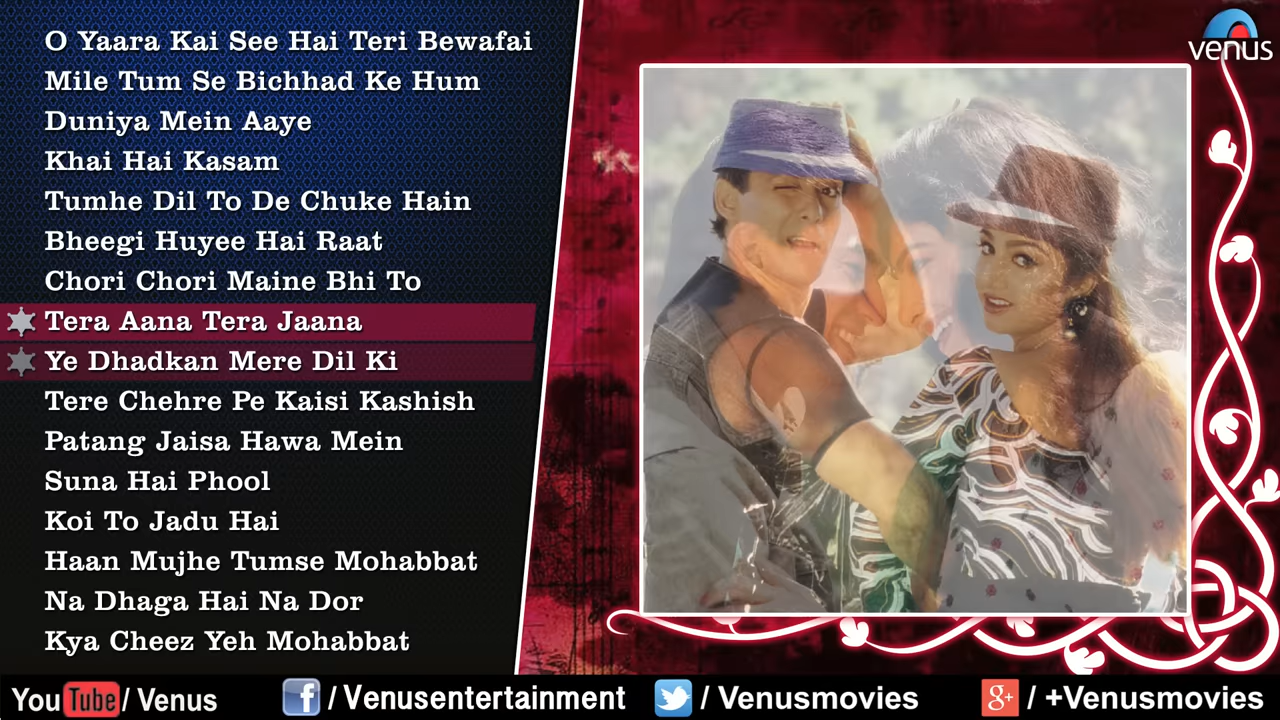 O Yaara Kai See Hai Teri Bewafai
Mile Tum Se Bichhad Ke Hum
Duniya Mein Aaye
Khai Hai Kasam
Tumhe Dil To De Chuke Hain
Bheegi Huyee Hai Raat
Chori Chori Maine Bhi To
Tera Aana Tera Jaana
Ye Dhadkan Mere Dil Ki
Tere Chehre Pe Kaisi Kashish
Patang Jaisa Hawa Mein
Suna Hai Phool
Koi To Jadu Hai
Haan Mujhe Tumse Mohabbat
Na Dhaga Hai Na Dor
Kya Cheez Yeh Mohabbat
venus
You Tube / Venus f / Venusentertainment / Venusmovies g+ / +Venusmovies